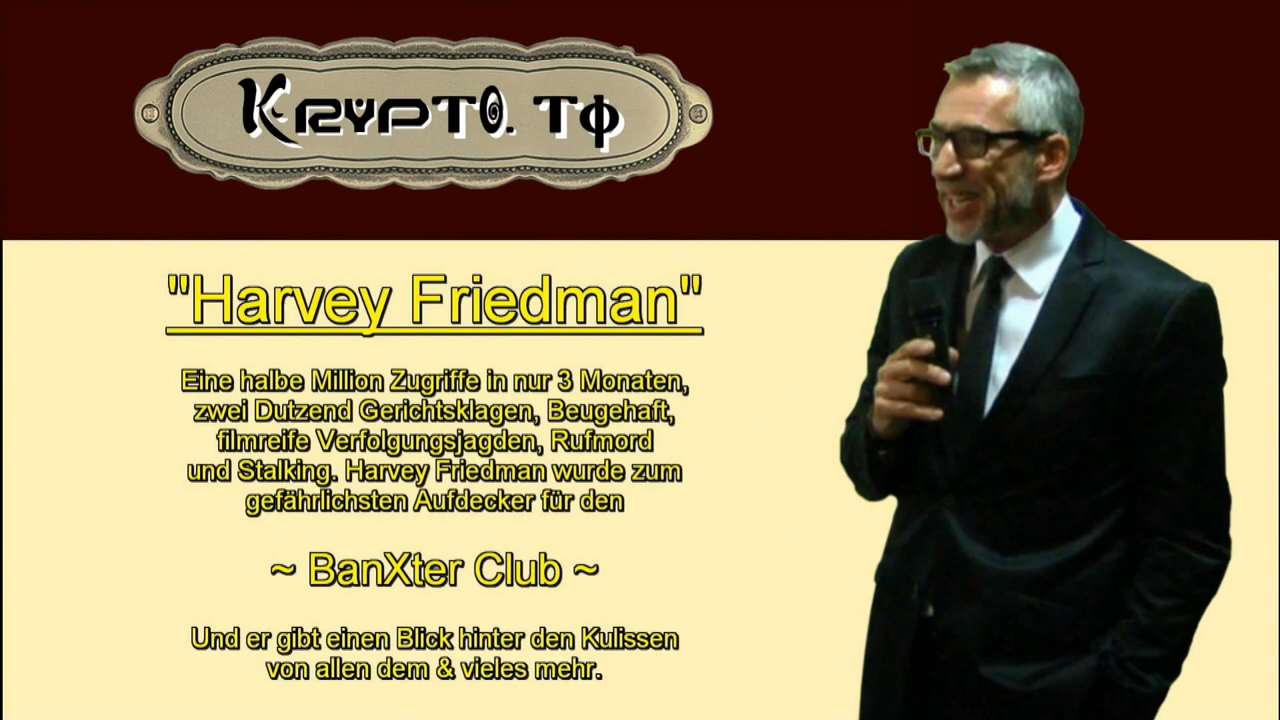 Krypto. TФ
"Harvey Friedman"
Eine halbe Million Zugriffe in nur 3 Monaten,
zwei Dutzend Gerichtsklagen, Beugehaft,
filmreife Verfolgungsjagden, Rufmord
und Stalking. Harvey Friedman wurde zum
gefährlichsten Aufdecker für den
~ BanXter Club ~
Und er gibt einen Blick hinter den Kulissen
von allen dem & vieles mehr.